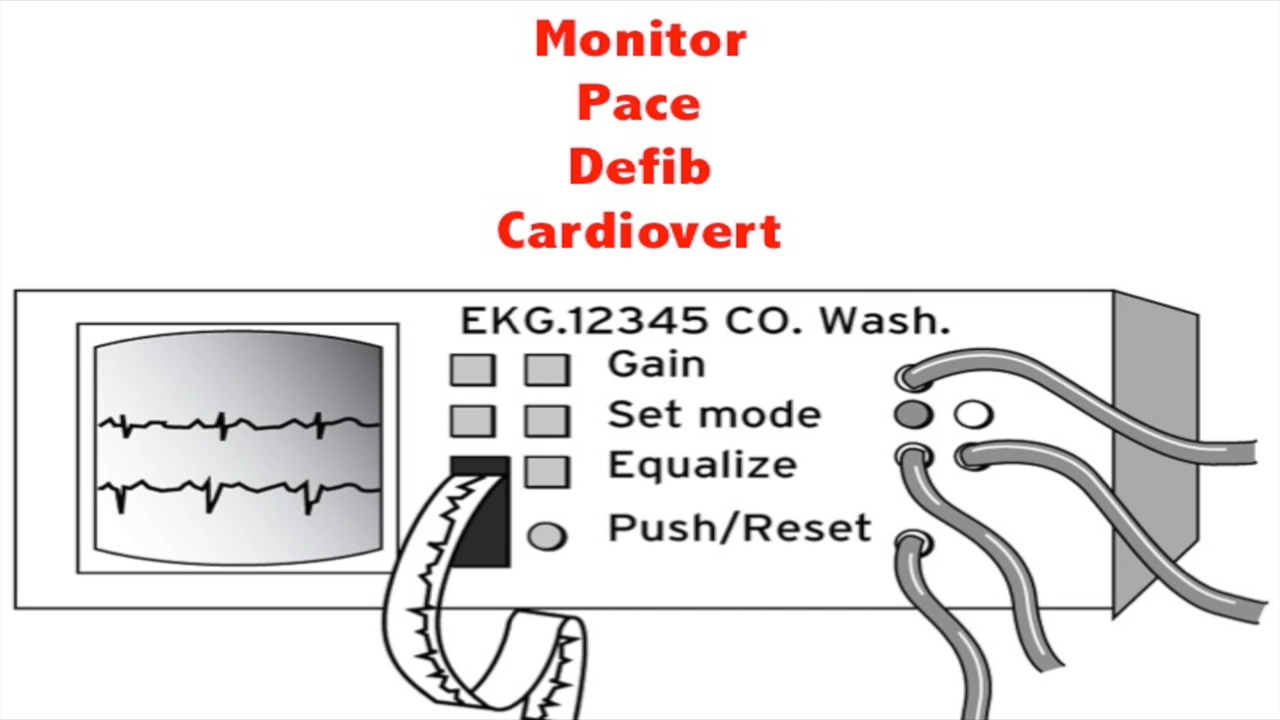 Monitor
Pace
Defib
Cardiovert
EKG.12345 CO. Wash.
Gain
Set mode
Equalize
Push/Reset